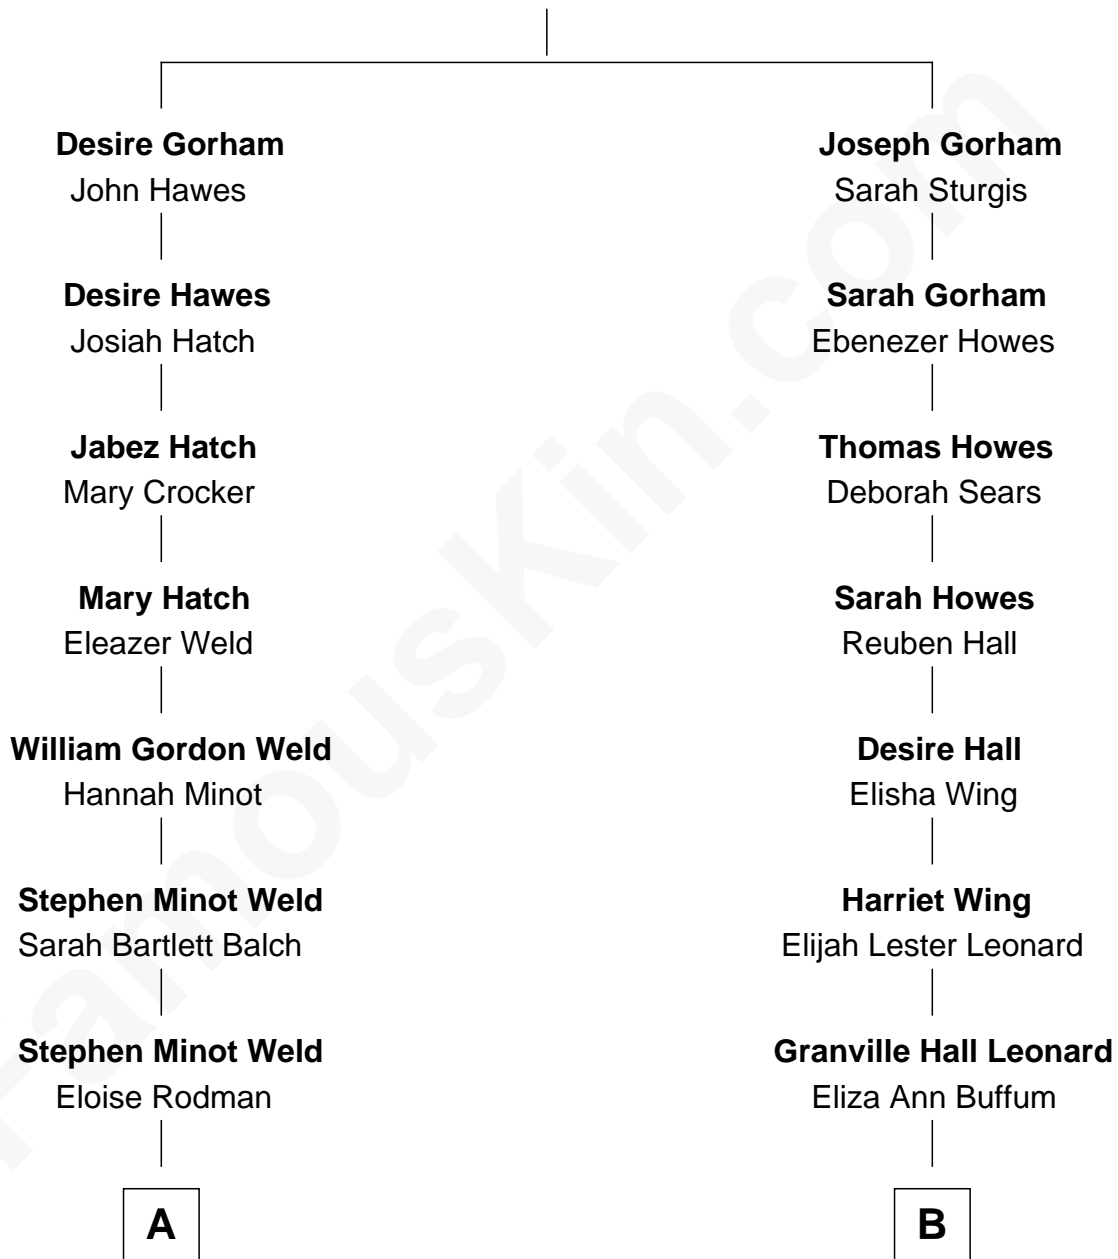 Desire Gorham
John Hawes
Desire Hawes
Josiah Hatch
Jabez Hatch
Mary Crocker
Mary Hatch
Eleazer Weld
William Gordon Weld
Hannah Minot
Stephen Minot Weld
Sarah Bartlett Balch
Stephen Minot Weld
Eloise Rodman
A
Joseph Gorham
Sarah Sturgis
Sarah Gorham
Ebenezer Howes
Thomas Howes
Deborah Sears
Sarah Howes
Reuben Hall
Desire Hall
Elisha Wing
Harriet Wing
Elijah Lester Leonard
Granville Hall Leonard
Eliza Ann Buffum
B
FamousKin.com